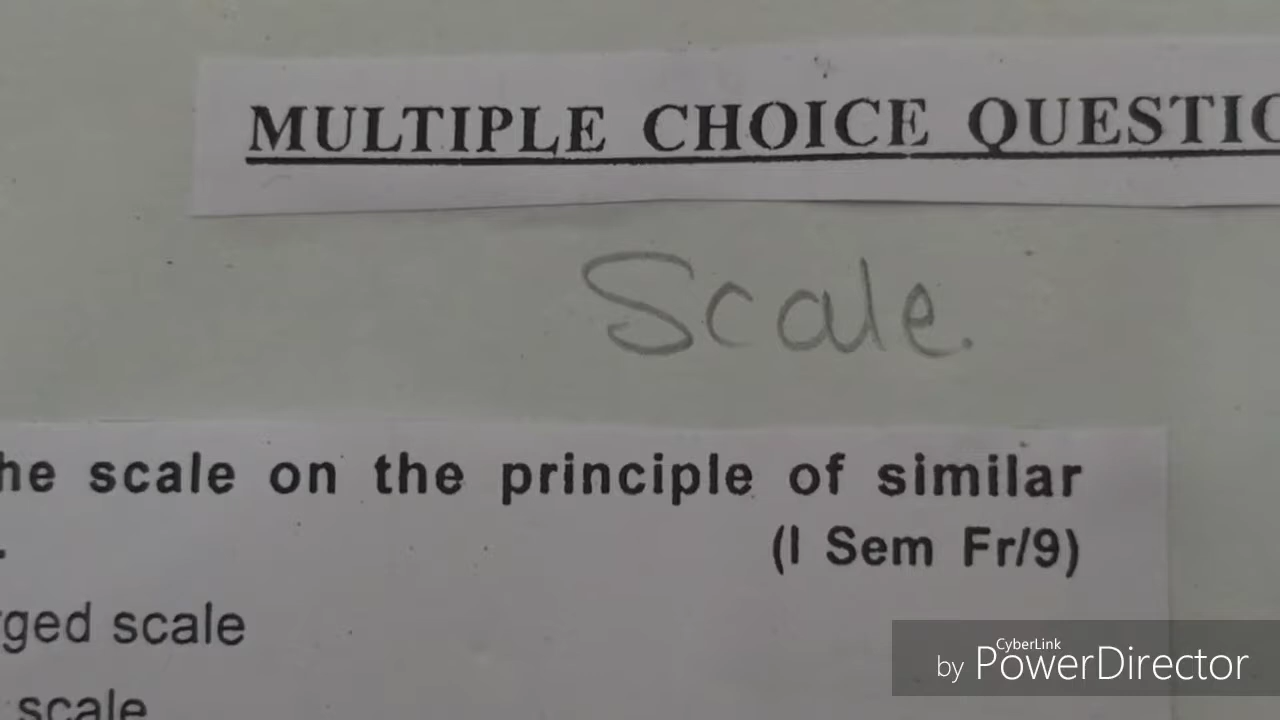 MULTIPLE CHOICE QUESTIO
Scale.
he scale on the principle of similar
. (I Sem Fr/9)
ged scale
scale
CyberLink
by PowerDirector